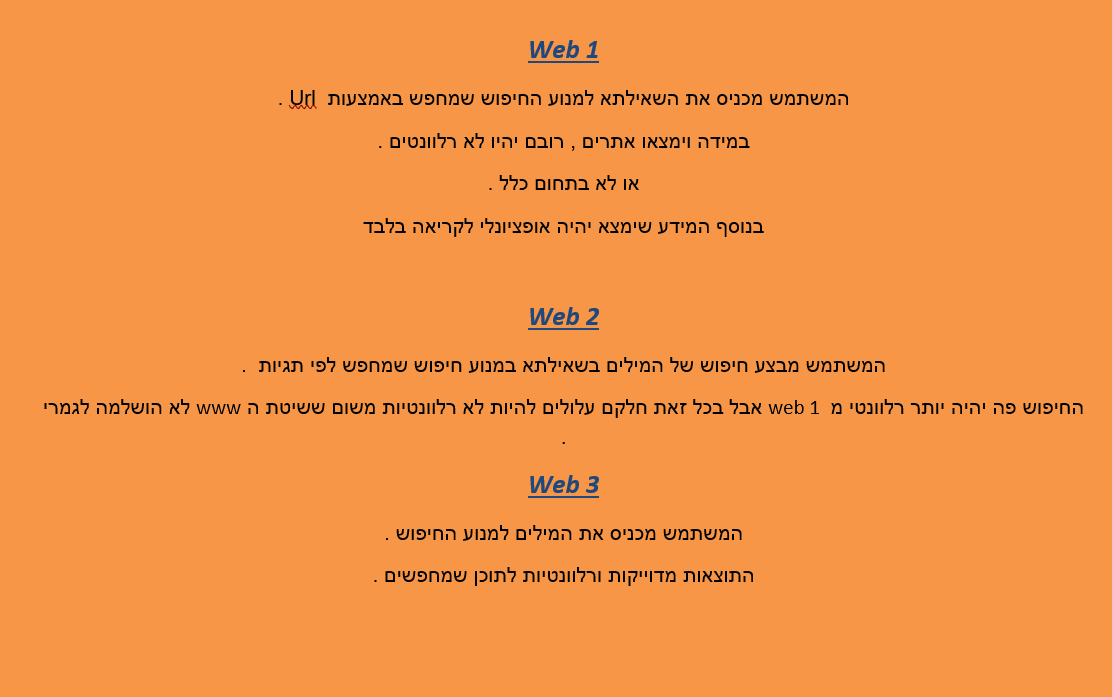 Web 1
המשתמש מכניס את השאילתא למנוע החיפוש שמחפש באמצעות Url .
במידה וימצאו אתרים , רובם יהיו לא רלוונטים .
או לא בתחום כלל .
בנוסף המידע שימצא יהיה אופציונלי לקריאה בלבד
Web 2
המשתמש מבצע חיפוש של המילים בשאילתא במנוע חיפוש שמחפש לפי תגיות .
החיפוש פה יהיה יותר רלוונטי מ web 1 אבל בכל זאת חלקם עלולים להיות לא רלוונטיות משום ששיטת ה www לא הושלמה לגמרי
.
Web 3
המשתמש מכניס את המילים למנוע החיפוש .
התוצאות מדוייקות ורלוונטיות לתוכן שמחפשים .